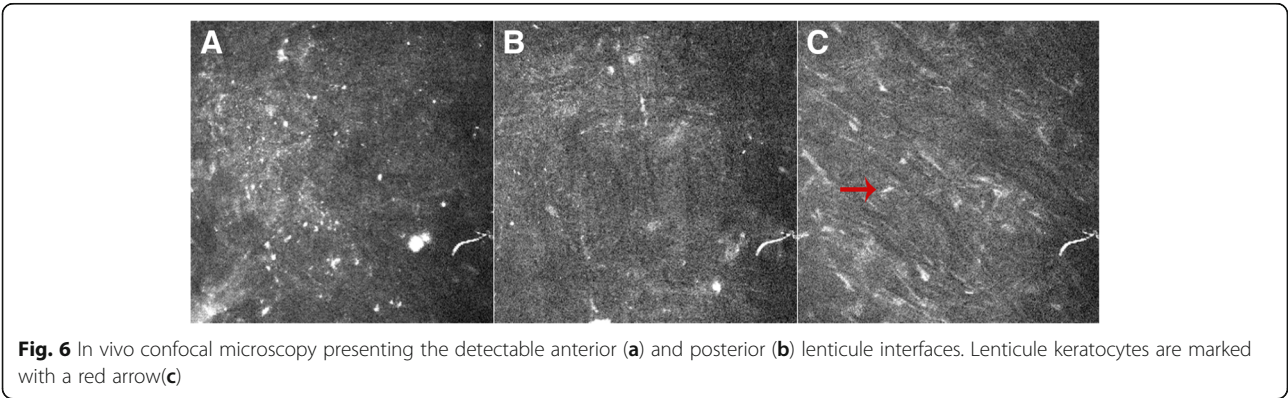 A B C
Fig. 6 In vivo confocal microscopy presenting the detectable anterior (a) and posterior (b) lenticule interfaces. Lenticule keratocytes are marked
with a red arrow(c)